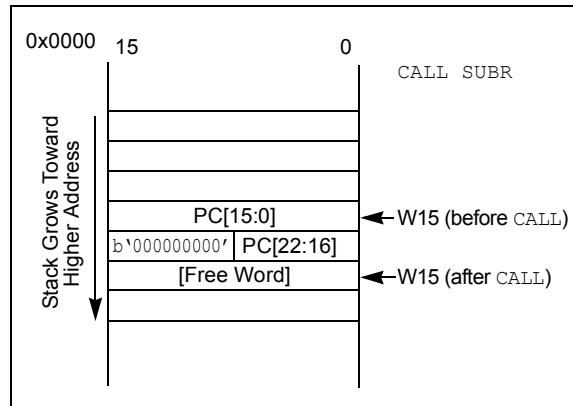 0x0000
15 0
CALL SUBR
Stack Grows Toward
Higher Address
PC[15:0]
W15 (before CALL)
b‘000000000’ PC[22:16]
[Free Word]
W15 (after CALL)